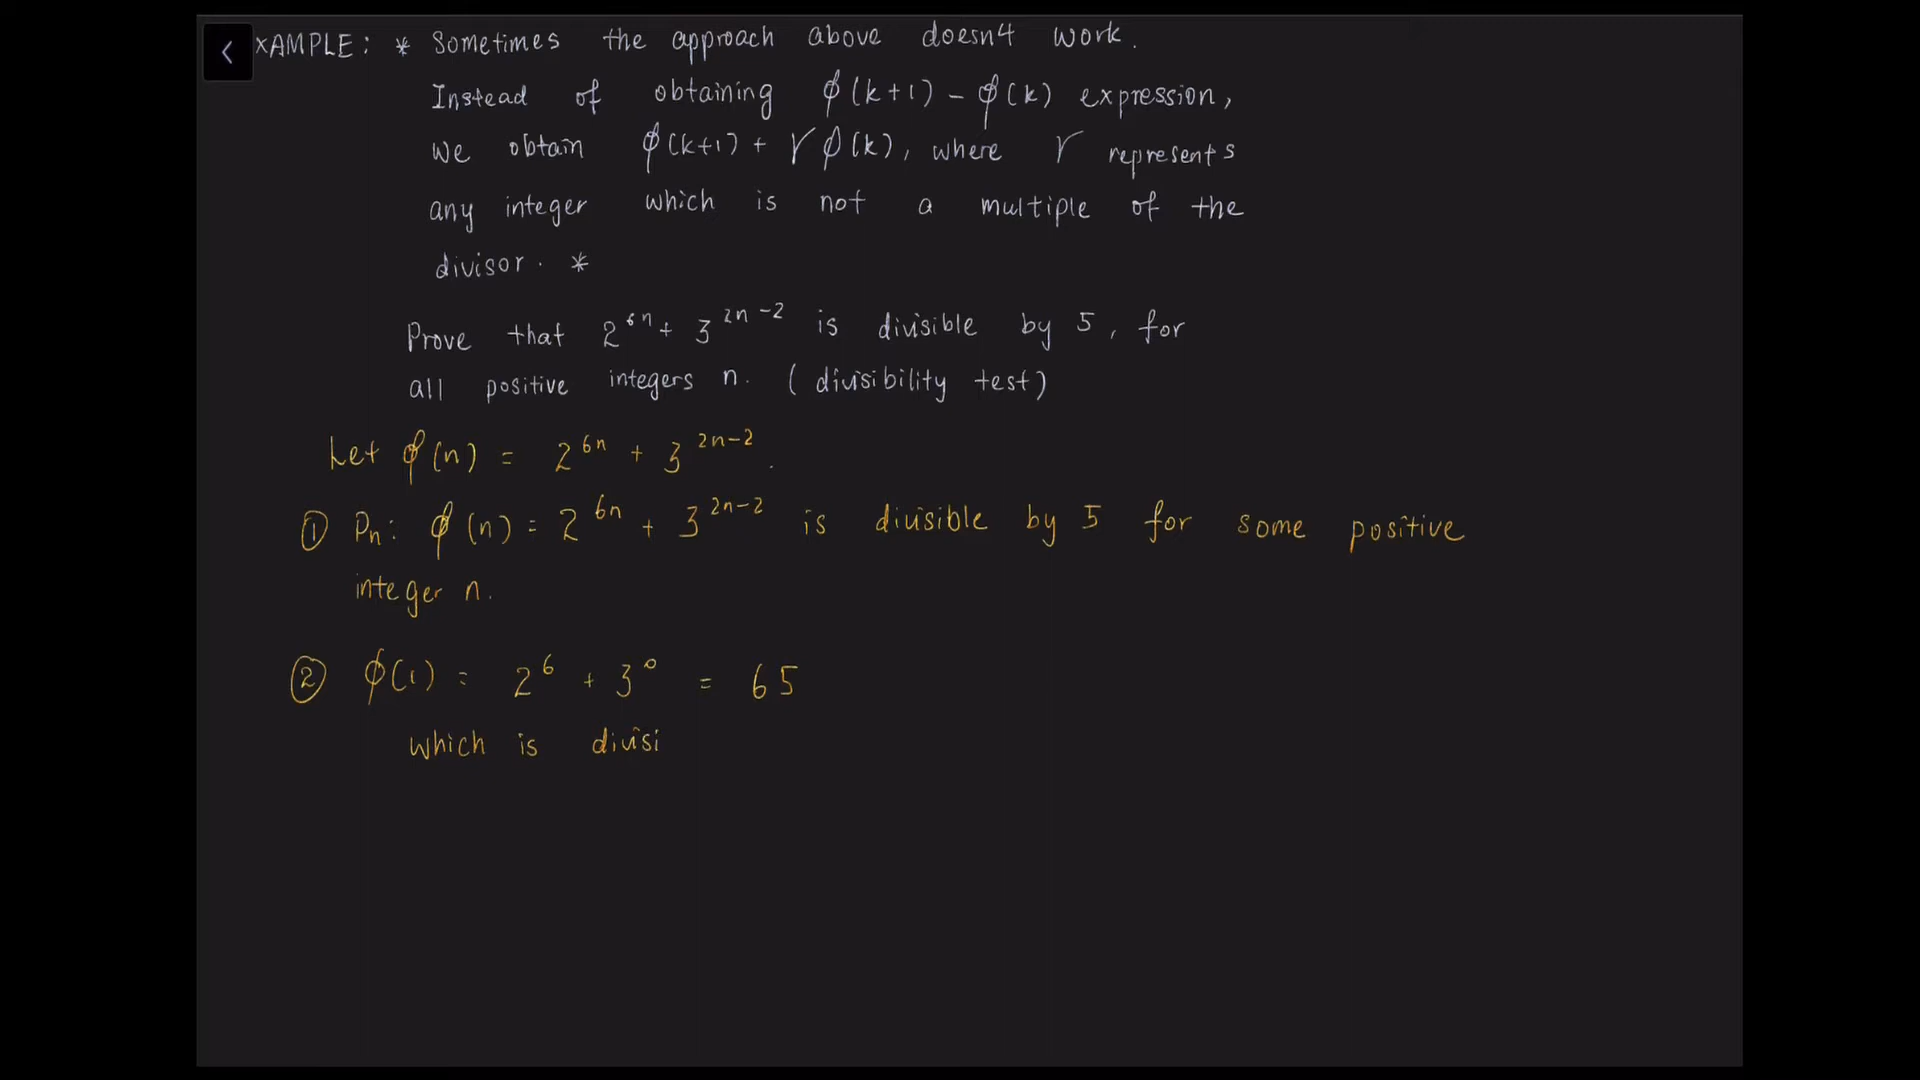 xAMPLE: * Sometimes the approach above doesn4 work.
Instead of obtaining ϕ(k+1) - ϕ(k) expression,
We obtain ϕ(k+1) + r ϕ(k), where r represents
any integer which is not a multiple of the
divisor. *
Prove that 2^{6n} + 3^{2n-2} is divisible by 5, for
all positive integers n. (divisibility test)
Let ϕ(n) = 2^{6n} + 3^{2n-2}.
① Pn: ϕ(n) = 2^{6n} + 3^{2n-2} is divisible by 5 for some positive
integer n.
② ϕ(1) = 2^6 + 3^0 = 65
which is divisi